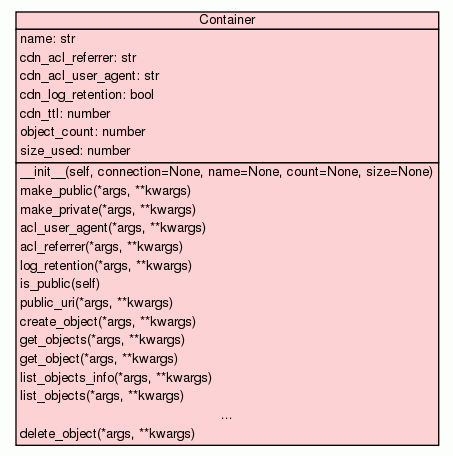 Container
name: str
cdn_acl_referrer: str
cdn_acl_user_agent: str
cdn_log_retention: bool
cdn_ttl: number
object_count: number
size_used: number
__init__(self, connection=None, name=None, count=None, size=None)
make_public(*args, **kwargs)
make_private(*args, **kwargs)
acl_user_agent(*args, **kwargs)
acl_referrer(*args, **kwargs)
log_retention(*args, **kwargs)
is_public(self)
public_uri(*args, **kwargs)
create_object(*args, **kwargs)
get_objects(*args, **kwargs)
get_object(*args, **kwargs)
list_objects_info(*args, **kwargs)
list_objects(*args, **kwargs)
...
delete_object(*args, **kwargs)